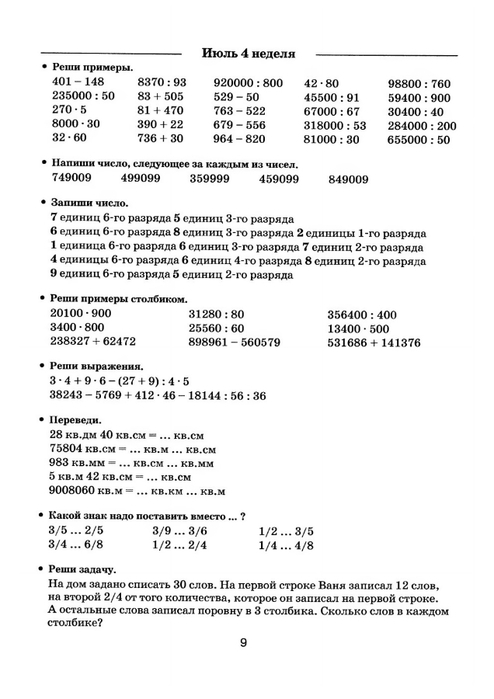 Июль 4 неделя
• Реши примеры.
401 – 148 8370 : 93 920000 : 800 42 · 80 98800 : 760
235000 : 50 83 + 505 529 – 50 45500 : 91 59400 : 900
270 · 5 81 + 470 763 – 522 67000 : 67 30400 : 40
8000 · 30 390 + 22 679 – 556 318000 : 53 284000 : 200
32 · 60 736 + 30 964 – 820 81000 : 30 655000 : 50
• Напиши число, следующее за каждым из чисел.
749009 499099 359999 459099 849009
• Запиши число.
7 единиц 6-го разряда 5 единиц 3-го разряда
6 единиц 6-го разряда 8 единиц 3-го разряда 2 единицы 1-го разряда
1 единица 6-го разряда 6 единиц 3-го разряда 7 единиц 2-го разряда
4 единицы 6-го разряда 6 единиц 4-го разряда 8 единиц 2-го разряда
9 единиц 6-го разряда 5 единиц 2-го разряда
• Реши примеры столбиком.
20100 · 900 31280 : 80 356400 : 400
3400 · 800 25560 : 60 13400 · 500
238327 + 62472 898961 – 560579 531686 + 141376
• Реши выражения.
3 · 4 + 9 · 6 – (27 + 9) : 4 · 5
38243 – 5769 + 412 · 46 – 18144 : 56 : 36
• Переведи.
28 кв.дм 40 кв.см = ... кв.см
75804 кв.см = ... кв.м ... кв.см
983 кв.мм = ... кв.см ... кв.мм
5 кв.м 42 кв.см = ... кв.см
9008060 кв.м = ... кв.км ... кв.м
• Какой знак надо поставить вместо ... ?
3/5 ... 2/5 3/9 ... 3/6 1/2 ... 3/5
3/4 ... 6/8 1/2 ... 2/4 1/4 ... 4/8
• Реши задачу.
На дом задано списать 30 слов. На первой строке Ваня записал 12 слов,
на второй 2/4 от того количества, которое он записал на первой строке.
А остальные слова записал поровну в 3 столбика. Сколько слов в каждом
столбике?
9